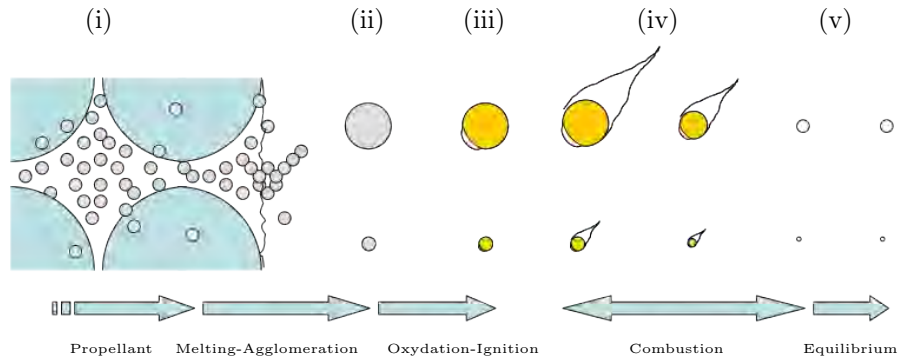 (i) (ii) (iii) (iv) (v)
Propellant Melting-Agglomeration Oxydation-Ignition Combustion Equilibrium